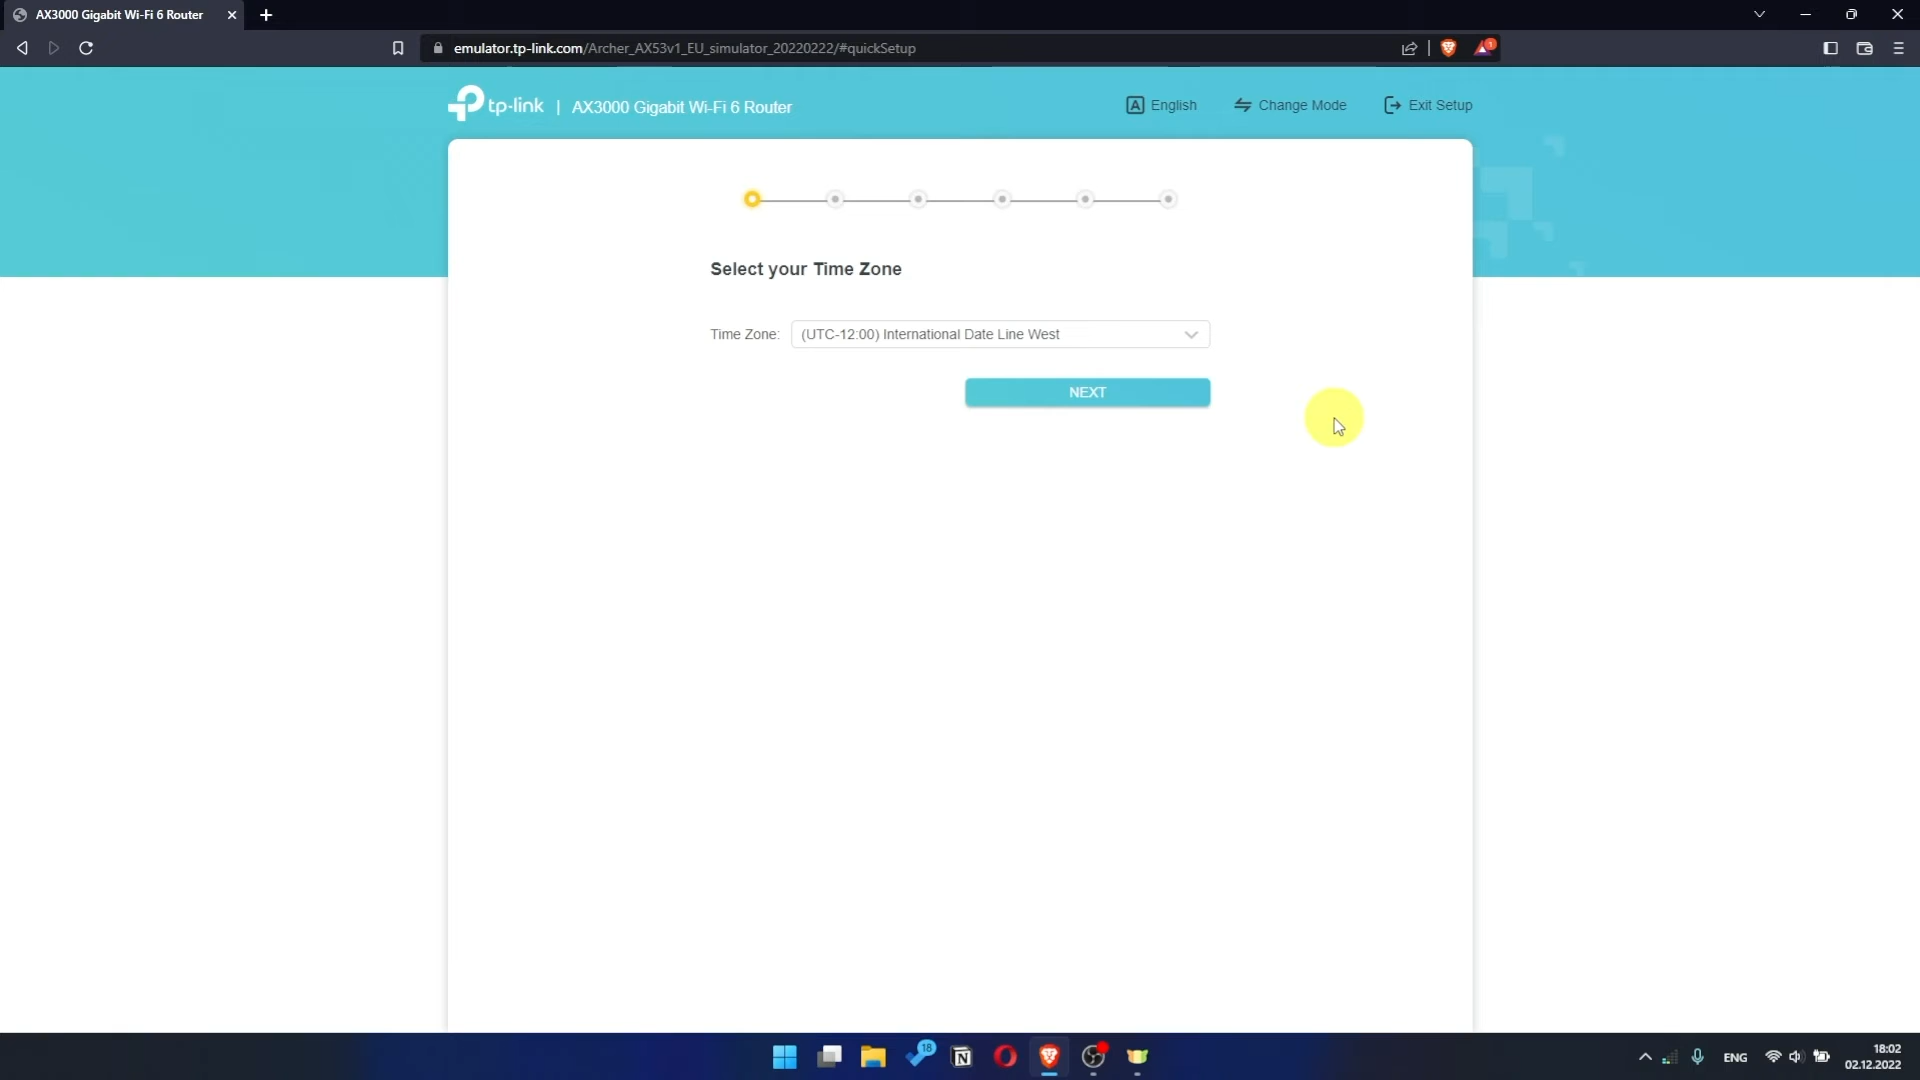 AX3000 Gigabit Wi-Fi 6 Router
emulator.tp-link.com/Archer_AX53v1_EU_simulator_20220222/#quickSetup
1
tp-link | AX3000 Gigabit Wi-Fi 6 Router
A English
Change Mode
Exit Setup
Select your Time Zone
Time Zone: (UTC-12:00) International Date Line West
NEXT
18
N
ENG
18:02
02.12.2022